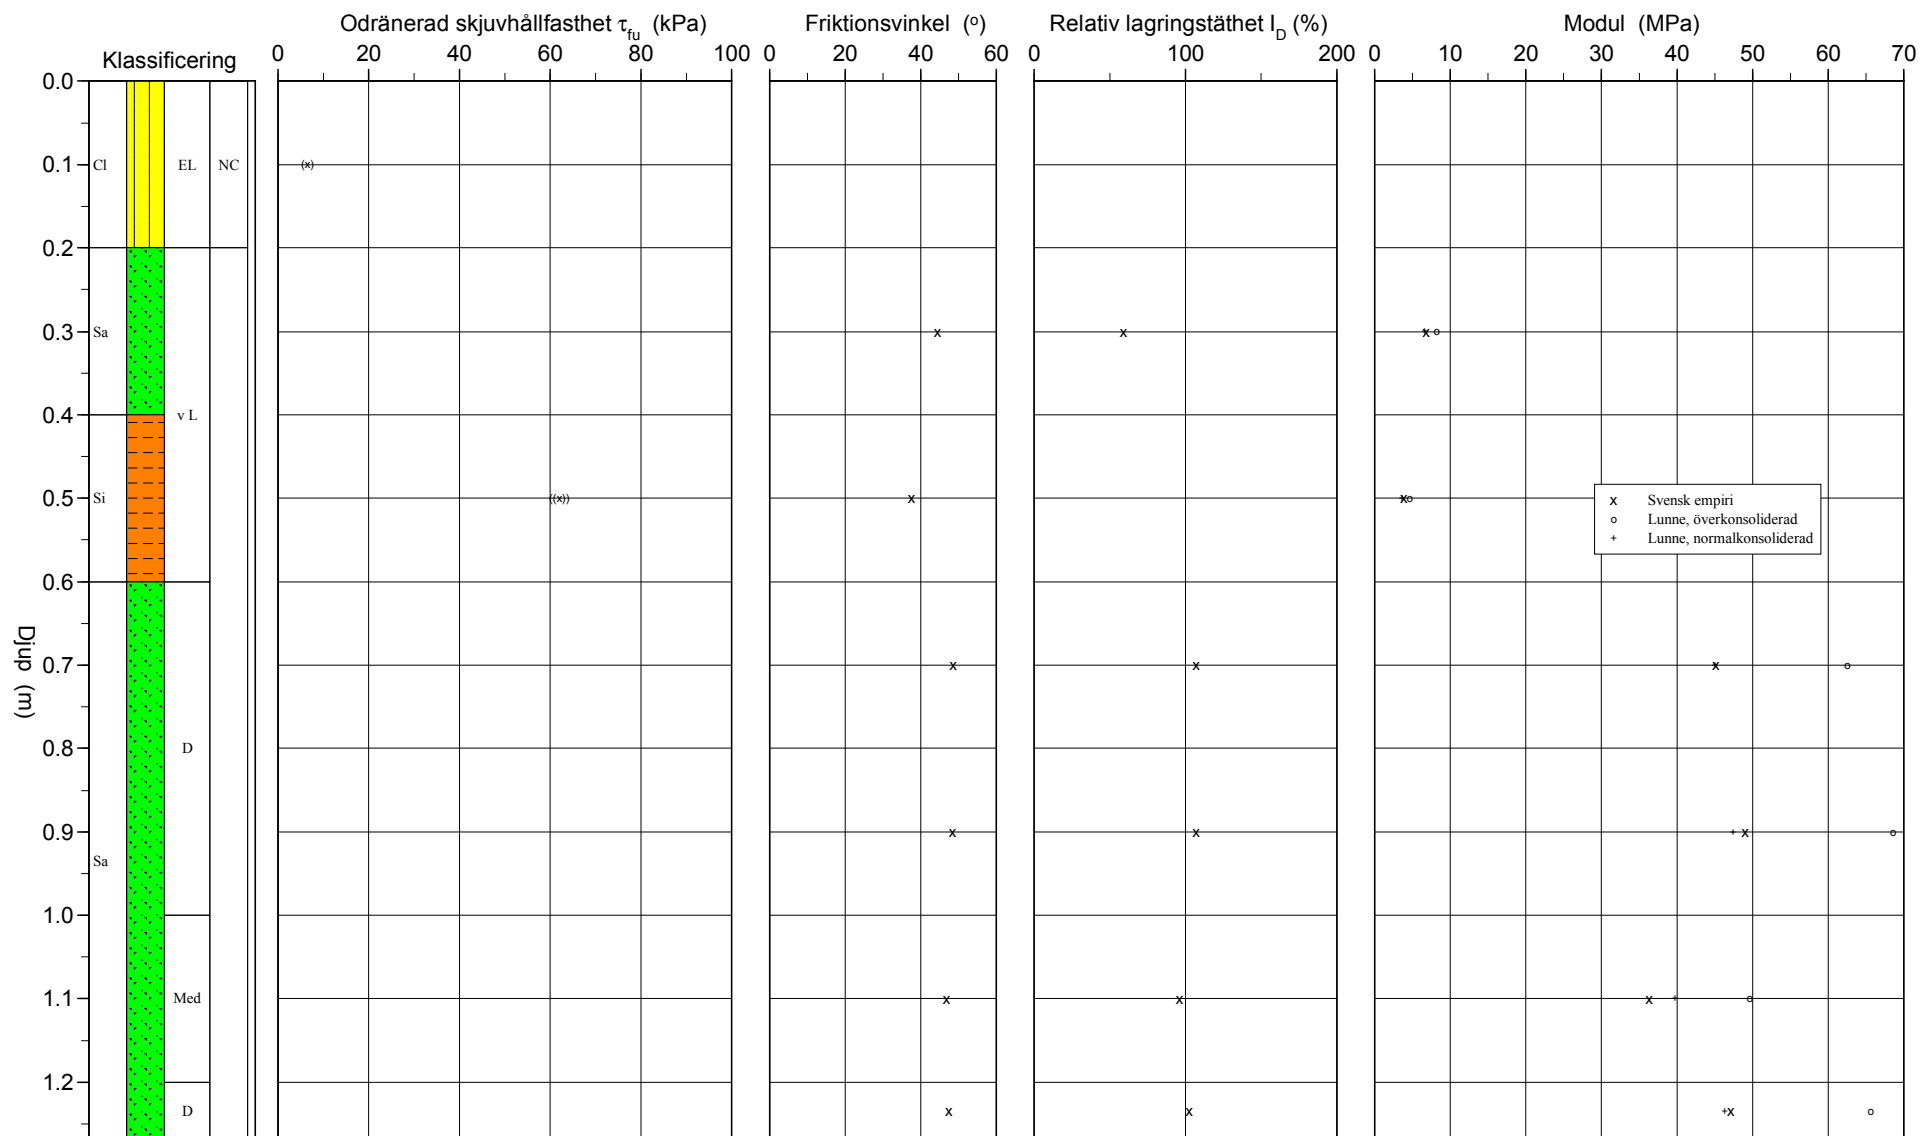 Odränerad skjuvhållfasthet τfu (kPa)
Friktionsvinkel (o)
Relativ lagringstäthet ID (%)
Modul (MPa)
Klassificering
0 20 40 60 80 100
0 20 40 60
0 100 200
0 10 20 30 40 50 60 70
0.0
0.1
Cl
EL
NC
(x)
0.2
0.3
Sa
x
x
x o
0.4
v L
0.5
Si
((x))
x
x o
x Svensk empiri
o Lunne, överkonsoliderad
+ Lunne, normalkonsoliderad
0.6
Djup (m)
0.7
x
x
x
o
0.8
D
0.9
x
x
+ x
o
Sa
1.0
1.1
Med
x
x
x
+
o
1.2
D
x
x
+ x
o